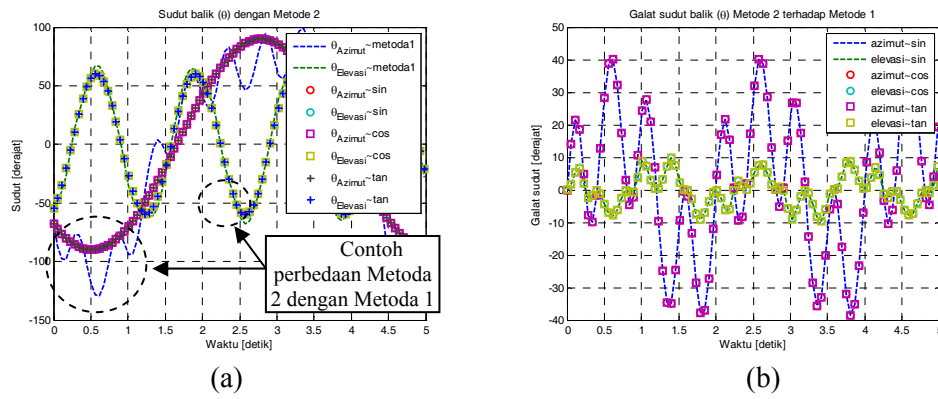 Sudut balik (θ) dengan Metode 2
Sudut [derajat]
100
50
0
-50
-100
-150
0
0.5
1
1.5
2
2.5
3
3.5
4
4.5
5
Waktu [detik]
θAzimut~metoda1
θElevasi~metoda1
θAzimut~sin
θElevasi~sin
θAzimut~cos
θElevasi~cos
θAzimut~tan
θElevasi~tan
Contoh
perbedaan Metoda
2 dengan Metoda 1
(a)
Galat sudut balik (θ) Metode 2 terhadap Metode 1
Galat sudut [derajat]
50
40
30
20
10
0
-10
-20
-30
-40
0
0.5
1
1.5
2
2.5
3
3.5
4
4.5
5
Waktu [detik]
azimut~sin
elevasi~sin
azimut~cos
elevasi~cos
azimut~tan
elevasi~tan
(b)